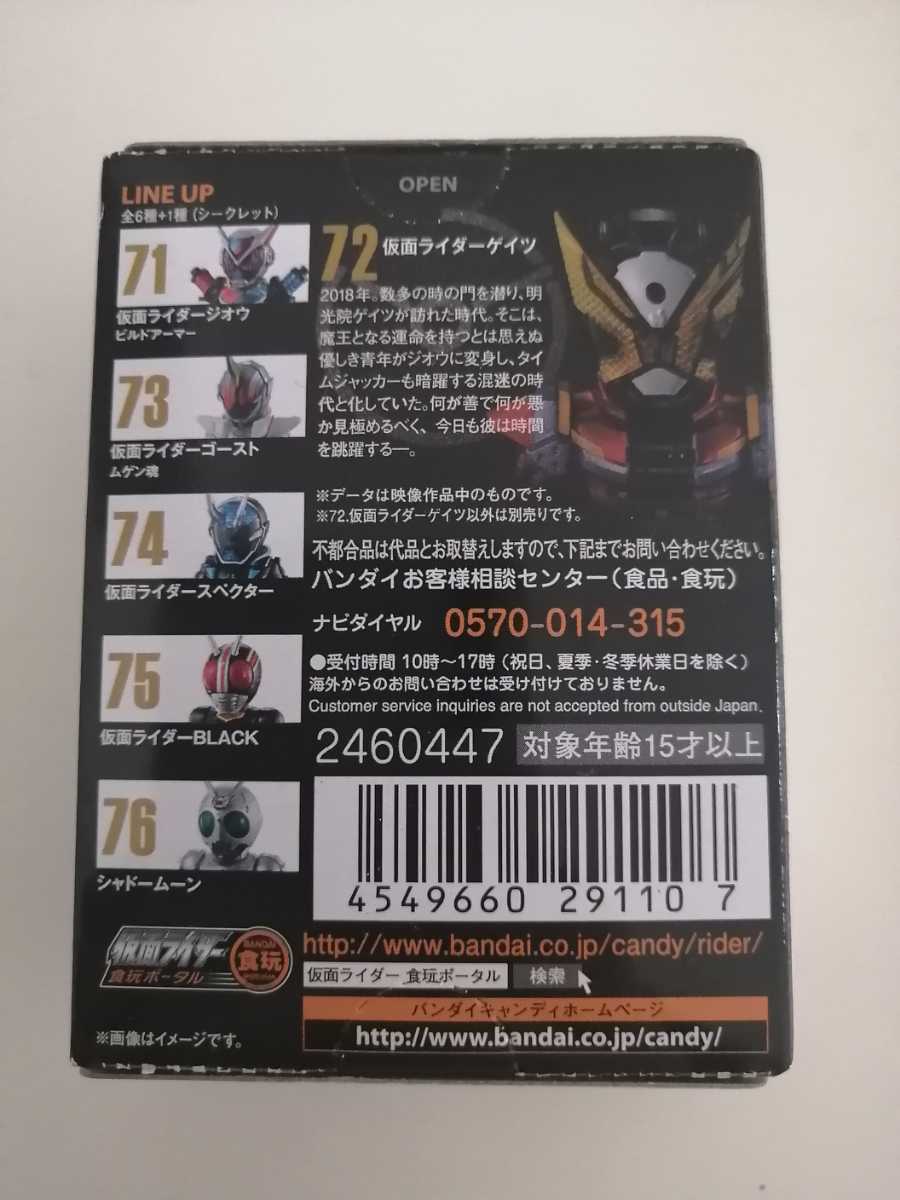 OPEN
LINE UP
全6種+1種 (シークレット)
71
仮面ライダージオウ
ビルドアーマー
73
仮面ライダーゴースト
ムゲン魂
74
仮面ライダースペクター
75
仮面ライダーBLACK
76
シャドームーン
72 仮面ライダーゲイツ
2018年。数多の時の門を潜り、明
光院ゲイツが訪れた時代。そこは、
魔王となる運命を持つとは思えぬ
優しき青年がジオウに変身し、タイ
ムジャッカーも暗躍する混迷の時
代と化していた。何が善で何が悪
か見極めるべく、今日も彼は時間
を跳躍する―。
※データは映像作品中のものです。
※72.仮面ライダーゲイツ以外は別売りです。
不都合品は代品とお取替えしますので、下記までお問い合わせください。
バンダイお客様相談センター(食品・食玩)
ナビダイヤル 0570-014-315
●受付時間 10時～17時 (祝日、夏季・冬季休業日を除く)
海外からのお問い合わせは受け付けておりません。
Customer service inquiries are not accepted from outside Japan.
2460447 対象年齢15才以上
4549660 29110 7
仮面ライダー
食玩ポータル
BANDAI
食玩
http://www.bandai.co.jp/candy/rider/
仮面ライダー 食玩ポータル 検索
バンダイキャンディホームページ
http://www.bandai.co.jp/candy/
※画像はイメージです。